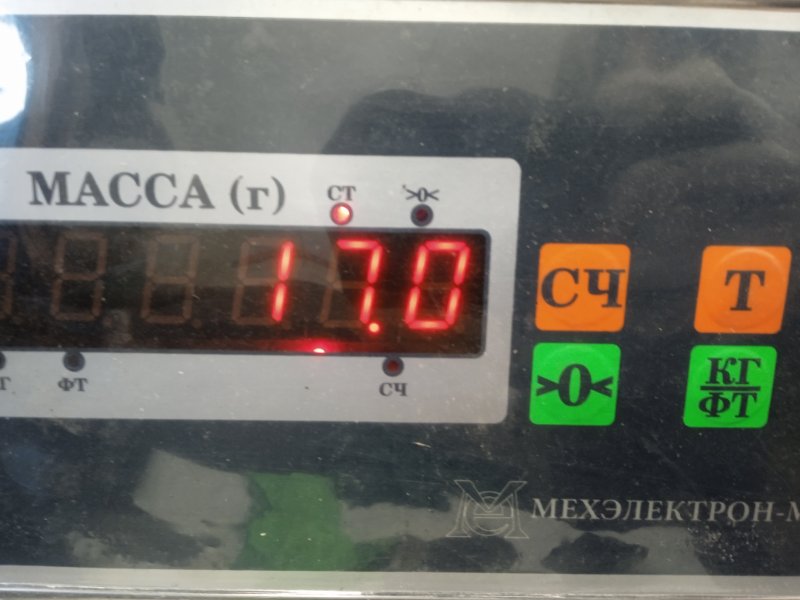 МАССА (г)
СТ
>0<
17.0
ФТ
СЧ
СЧ
Т
>0<
КГ
ФТ
МЕХЭЛЕКТРОН-М